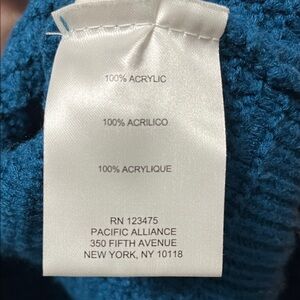 100% ACRYLIC
100% ACRILICO
100% ACRYLIQUE
RN 123475
PACIFIC ALLIANCE
350 FIFTH AVENUE
NEW YORK, NY 10118